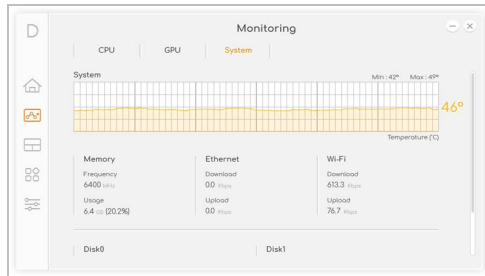 D
Monitoring
CPU GPU System
System
Min : 42° Max : 49°
46°
Temperature (°C)
Memory Ethernet Wi-Fi
Frequency Download Download
6400 MHz 0.0 Kbps 613.3 Kbps
Usage Upload Upload
6.4 GB (20.2%) 0.0 Kbps 76.7 Kbps
Disk0 Disk1